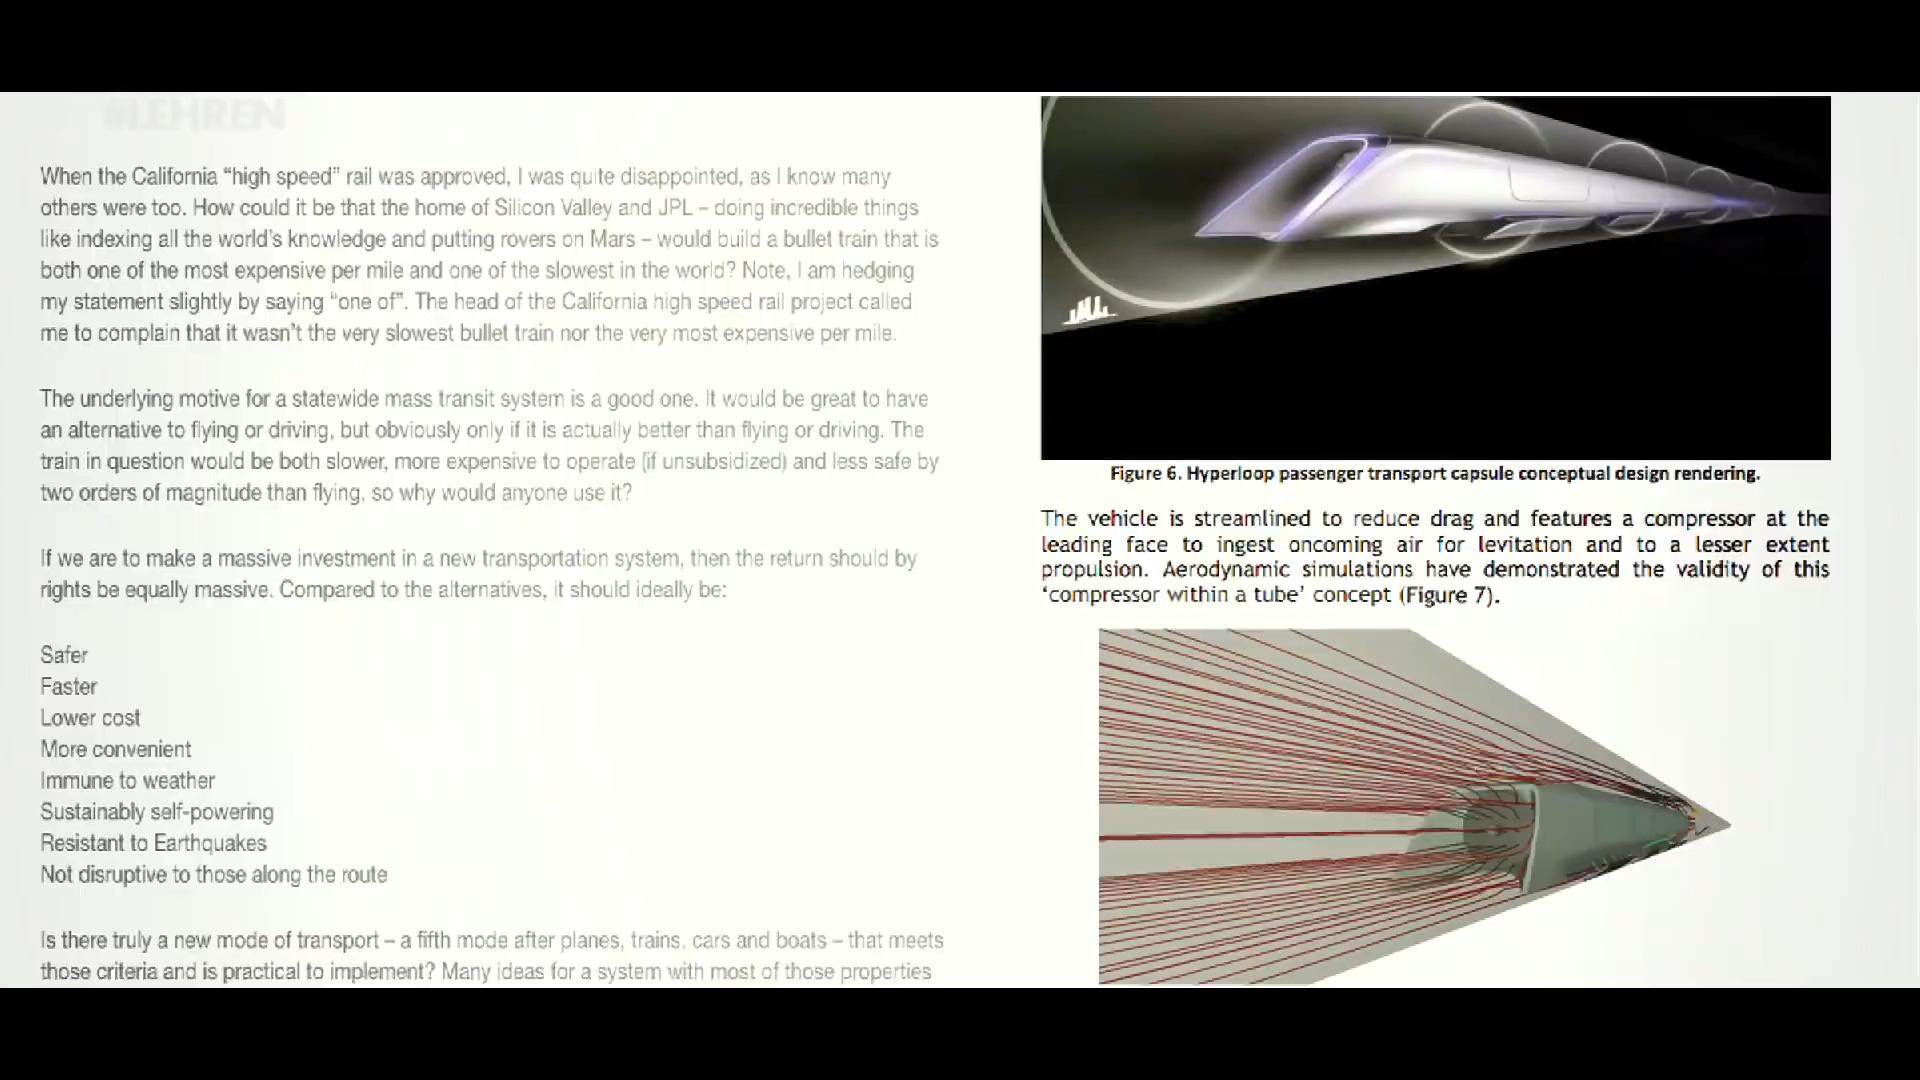 #LEHREN
When the California “high speed” rail was approved, I was quite disappointed, as I know many
others were too. How could it be that the home of Silicon Valley and JPL – doing incredible things
like indexing all the world’s knowledge and putting rovers on Mars – would build a bullet train that is
both one of the most expensive per mile and one of the slowest in the world? Note, I am hedging
my statement slightly by saying “one of”. The head of the California high speed rail project called
me to complain that it wasn’t the very slowest bullet train nor the very most expensive per mile.
The underlying motive for a statewide mass transit system is a good one. It would be great to have
an alternative to flying or driving, but obviously only if it is actually better than flying or driving. The
train in question would be both slower, more expensive to operate (if unsubsidized) and less safe by
two orders of magnitude than flying, so why would anyone use it?
If we are to make a massive investment in a new transportation system, then the return should by
rights be equally massive. Compared to the alternatives, it should ideally be:
Safer
Faster
Lower cost
More convenient
Immune to weather
Sustainably self-powering
Resistant to Earthquakes
Not disruptive to those along the route
Is there truly a new mode of transport – a fifth mode after planes, trains, cars and boats – that meets
those criteria and is practical to implement? Many ideas for a system with most of those properties
Figure 6. Hyperloop passenger transport capsule conceptual design rendering.
The vehicle is streamlined to reduce drag and features a compressor at the
leading face to ingest oncoming air for levitation and to a lesser extent
propulsion. Aerodynamic simulations have demonstrated the validity of this
‘compressor within a tube’ concept (Figure 7).